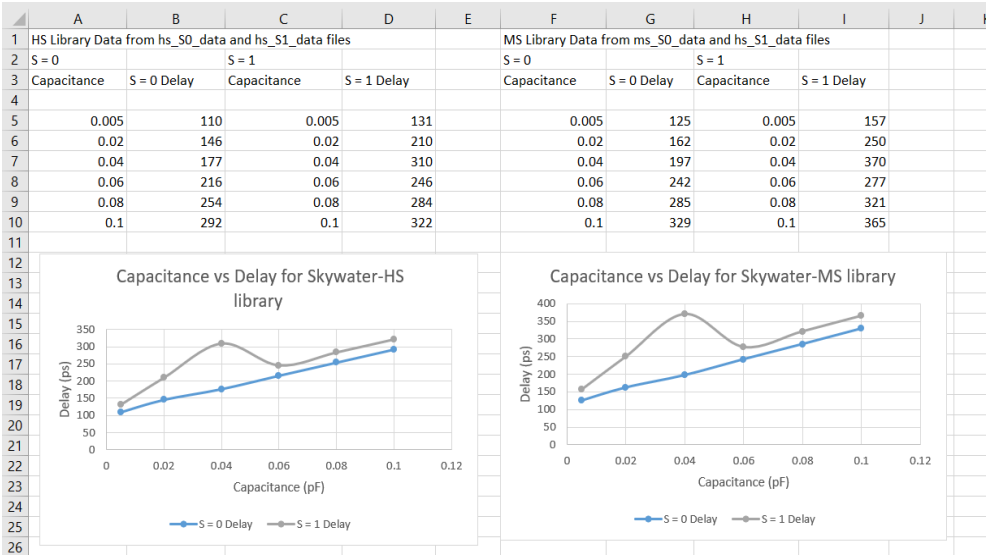 A B C D E F G H I J
1 HS Library Data from hs_S0_data and hs_S1_data files MS Library Data from ms_S0_data and hs_S1_data files
2 S = 0 S = 1 S = 0 S = 1
3 Capacitance S = 0 Delay Capacitance S = 1 Delay Capacitance S = 0 Delay Capacitance S = 1 Delay
4
5 0.005 110 0.005 131 0.005 125 0.005 157
6 0.02 146 0.02 210 0.02 162 0.02 250
7 0.04 177 0.04 310 0.04 197 0.04 370
8 0.06 216 0.06 246 0.06 242 0.06 277
9 0.08 254 0.08 284 0.08 285 0.08 321
10 0.1 292 0.1 322 0.1 329 0.1 365
11
12
13
14
15
16
17
18
19
20
21
22
23
24
25
26
Capacitance vs Delay for Skywater-HS
library
Delay (ps)
350
300
250
200
150
100
50
0
0 0.02 0.04 0.06 0.08 0.1 0.12
Capacitance (pF)
S = 0 Delay S = 1 Delay
Capacitance vs Delay for Skywater-MS library
Delay (ps)
400
350
300
250
200
150
100
50
0
0 0.02 0.04 0.06 0.08 0.1 0.12
Capacitance (pF)
S = 0 Delay S = 1 Delay